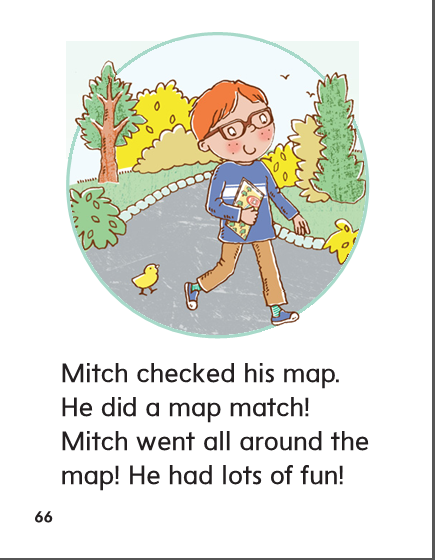 Mitch checked his map.
He did a map match!
Mitch went all around the
map! He had lots of fun!
66